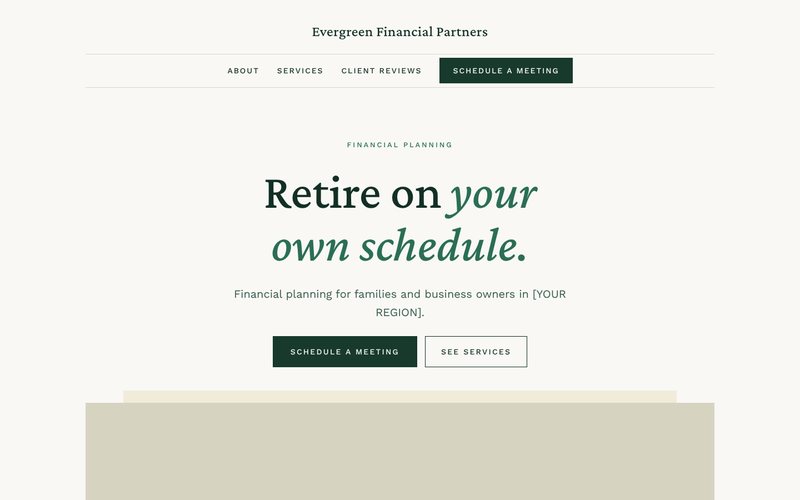 Evergreen Financial Partners
ABOUT SERVICES CLIENT REVIEWS SCHEDULE A MEETING
FINANCIAL PLANNING
Retire on your
own schedule.
Financial planning for families and business owners in [YOUR
REGION].
SCHEDULE A MEETING SEE SERVICES